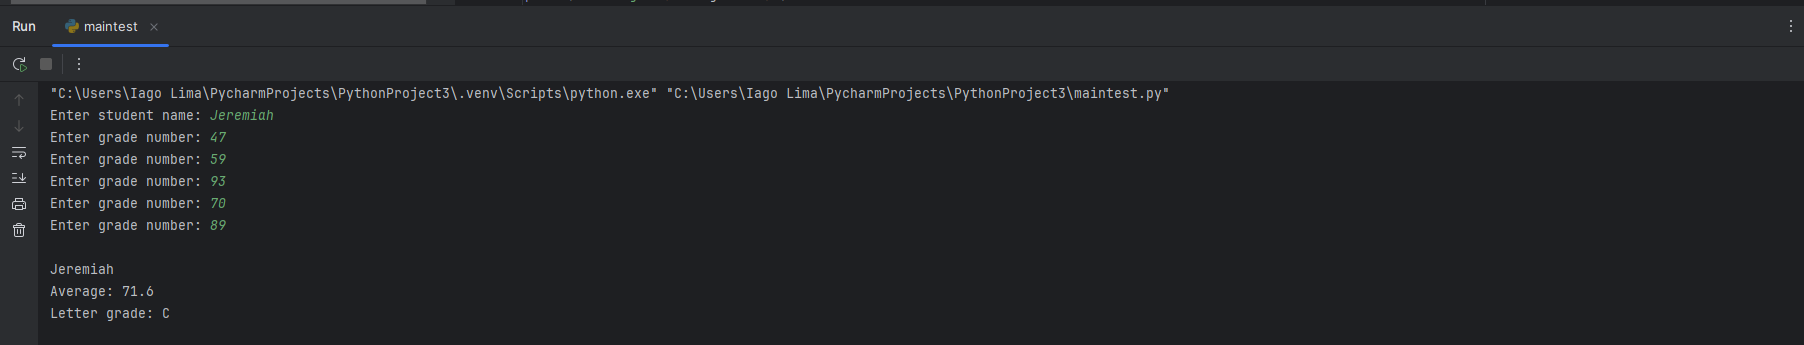 Run maintest
"C:\Users\Iago Lima\PycharmProjects\PythonProject3\.venv\Scripts\python.exe" "C:\Users\Iago Lima\PycharmProjects\PythonProject3\maintest.py"
Enter student name: Jeremiah
Enter grade number: 47
Enter grade number: 59
Enter grade number: 93
Enter grade number: 70
Enter grade number: 89
Jeremiah
Average: 71.6
Letter grade: C